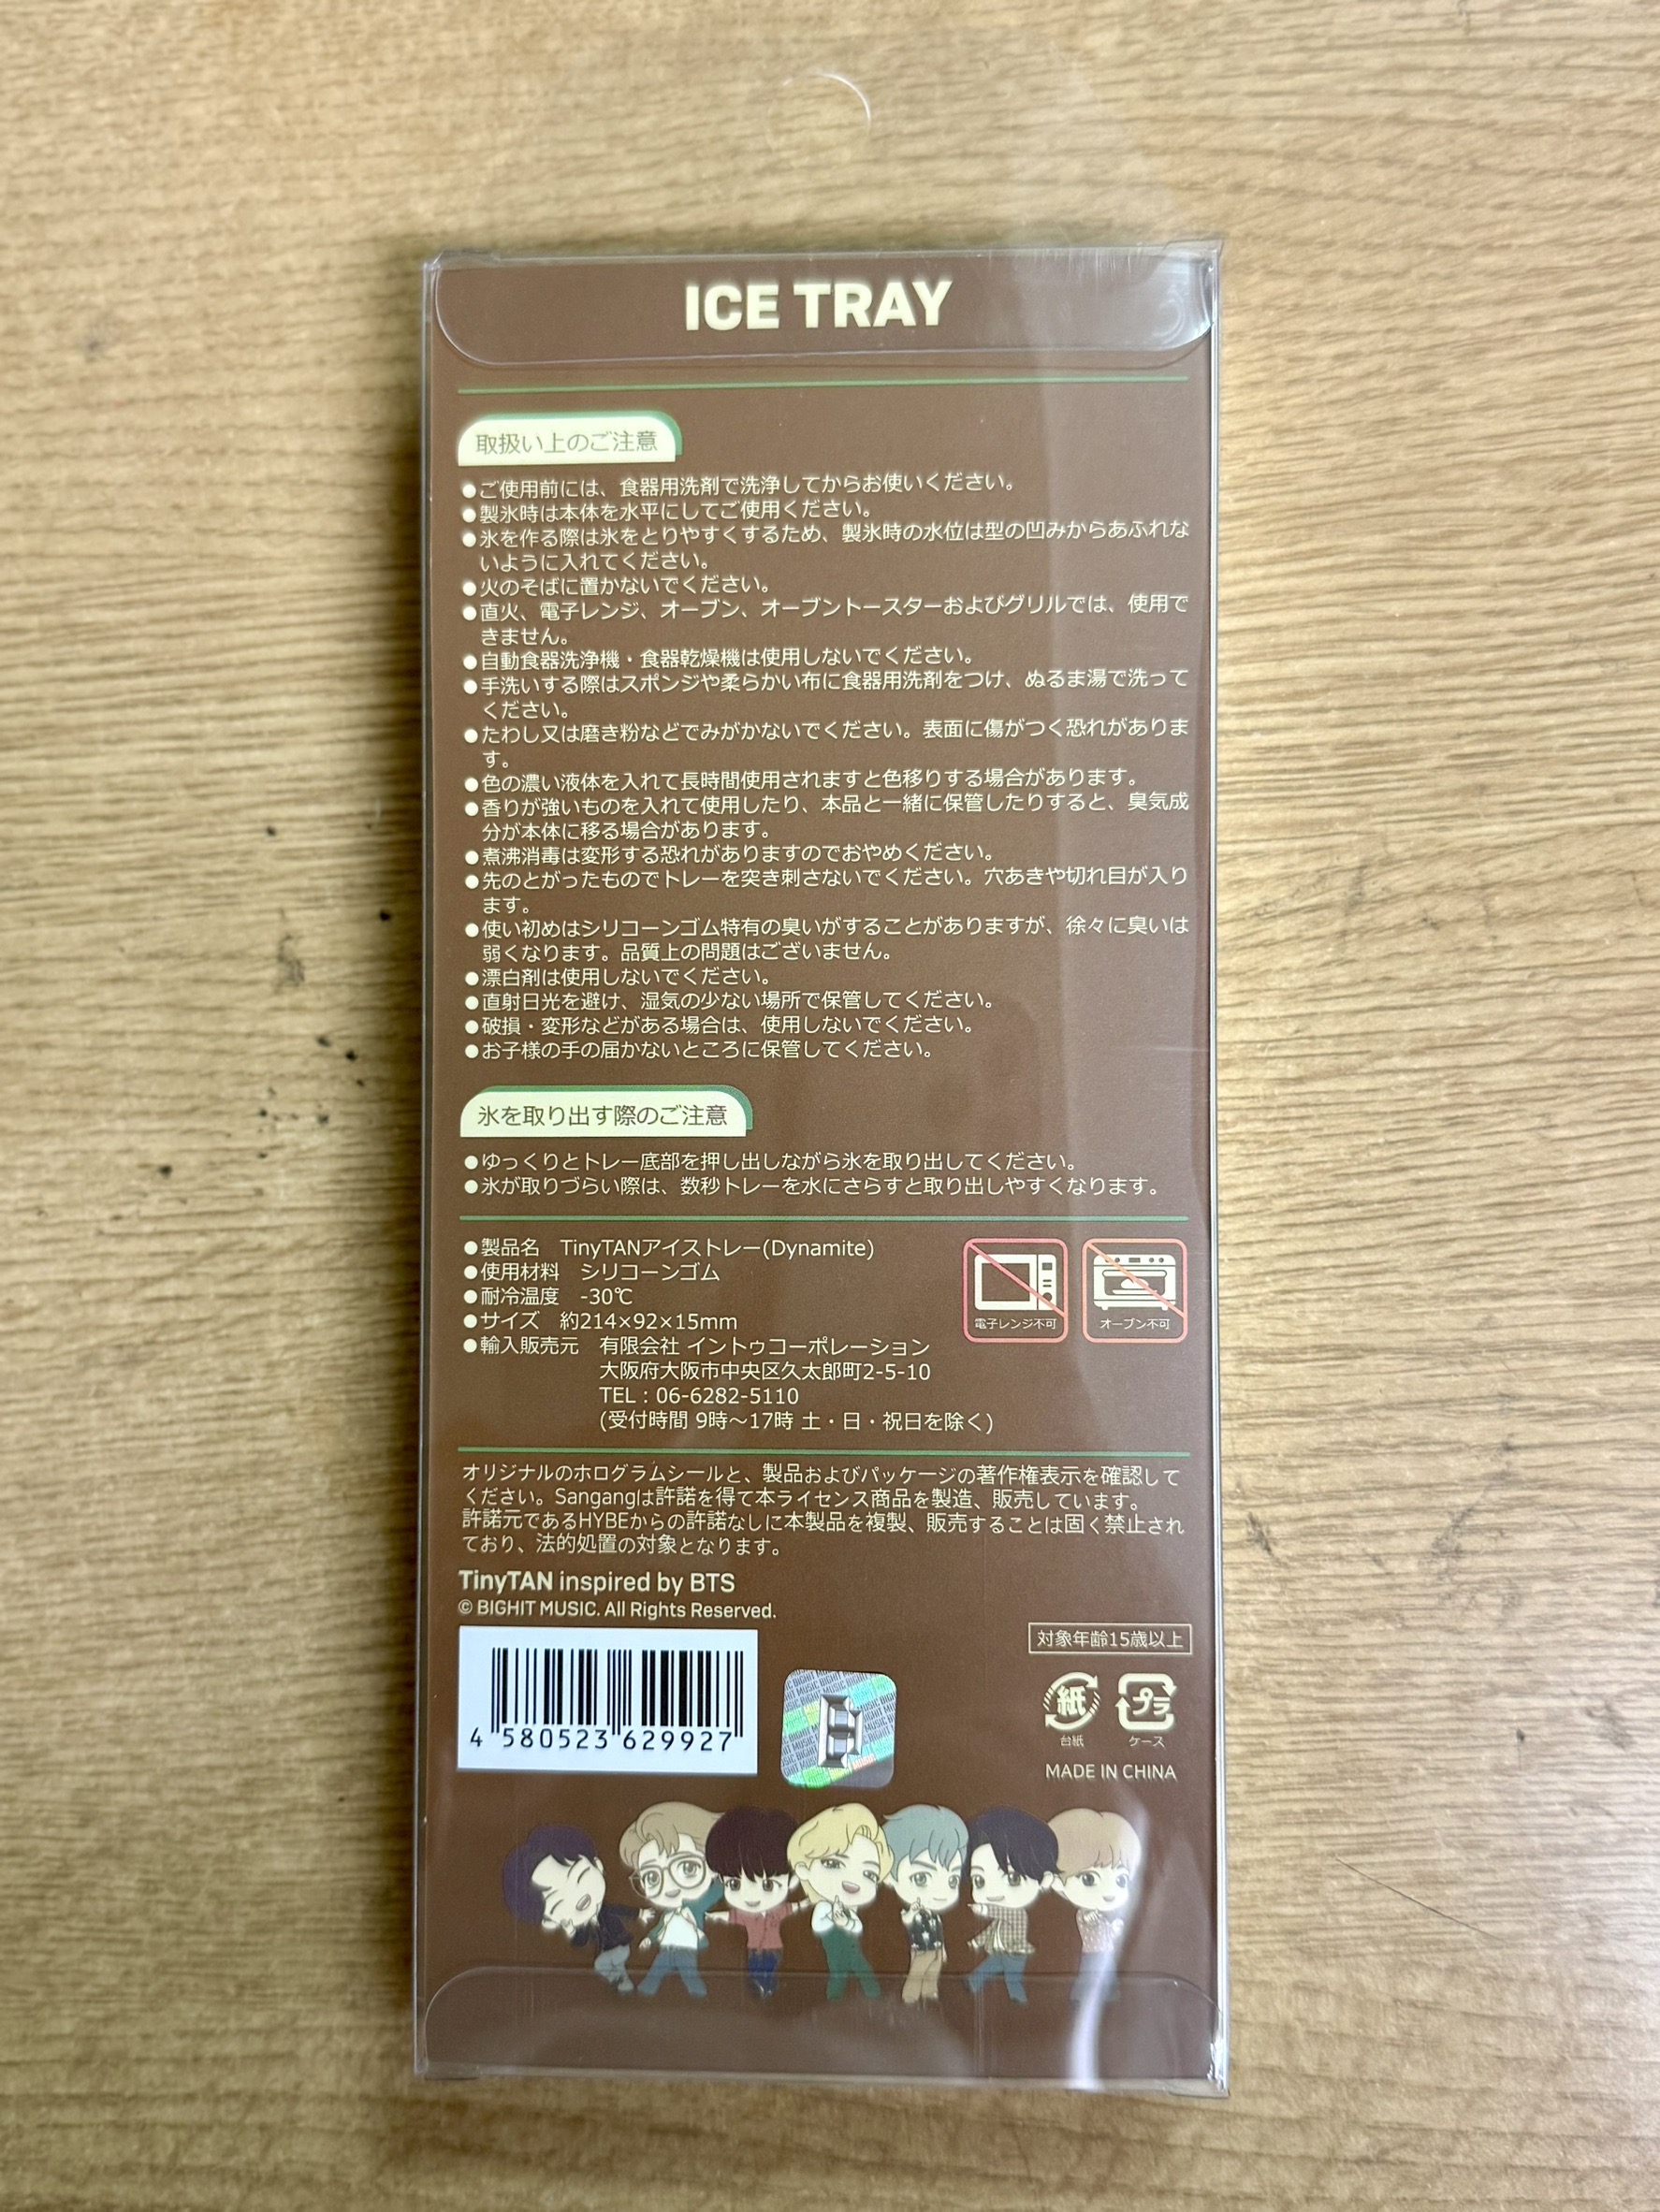 ICE TRAY
取扱い上のご注意
●ご使用前には、食器用洗剤で洗浄してからお使いください。
●製氷時は本体を水平にしてご使用ください。
●氷を作る際は氷をとりやすくするため、製氷時の水位は型の凹みからあふれな
いように入れてください。
●火のそばに置かないでください。
●直火、電子レンジ、オーブン、オーブントースターおよびグリルでは、使用で
きません。
●自動食器洗浄機・食器乾燥機は使用しないでください。
●手洗いする際はスポンジや柔らかい布に食器用洗剤をつけ、ぬるま湯で洗って
ください。
●たわし又は磨き粉などでみがかないでください。表面に傷がつく恐れがありま
す。
●色の濃い液体を入れて長時間使用されますと色移りする場合があります。
●香りが強いものを入れて使用したり、本品と一緒に保管したりすると、臭気成
分が本体に移る場合があります。
●煮沸消毒は変形する恐れがありますのでおやめください。
●先のとがったものでトレーを突き刺さないでください。穴あきや切れ目が入り
ます。
●使い初めはシリコーンゴム特有の臭いがすることがありますが、徐々に臭いは
弱くなります。品質上の問題はございません。
●漂白剤は使用しないでください。
●直射日光を避け、湿気の少ない場所で保管してください。
●破損・変形などがある場合は、使用しないでください。
●お子様の手の届かないところに保管してください。
氷を取り出す際のご注意
●ゆっくりとトレー底部を押し出しながら氷を取り出してください。
●氷が取りづらい際は、数秒トレーを水にさらすと取り出しやすくなります。
●製品名 TinyTANアイストレー(Dynamite)
●使用材料 シリコーンゴム
●耐冷温度 -30℃
●サイズ 約214×92×15mm
●輸入販売元 有限会社 イントゥコーポレーション
大阪府大阪市中央区久太郎町2-5-10
TEL：06-6282-5110
(受付時間 9時～17時 土・日・祝日を除く)
電子レンジ不可
オーブン不可
オリジナルのホログラムシールと、製品およびパッケージの著作権表示を確認して
ください。Sangangは許諾を得て本ライセンス商品を製造、販売しています。
許諾元であるHYBEからの許諾なしに本製品を複製、販売することは固く禁止され
ており、法的処置の対象となります。
TinyTAN inspired by BTS
© BIGHIT MUSIC. All Rights Reserved.
対象年齢15歳以上
紙
プラ
台紙
ケース
MADE IN CHINA
4 580523 629927